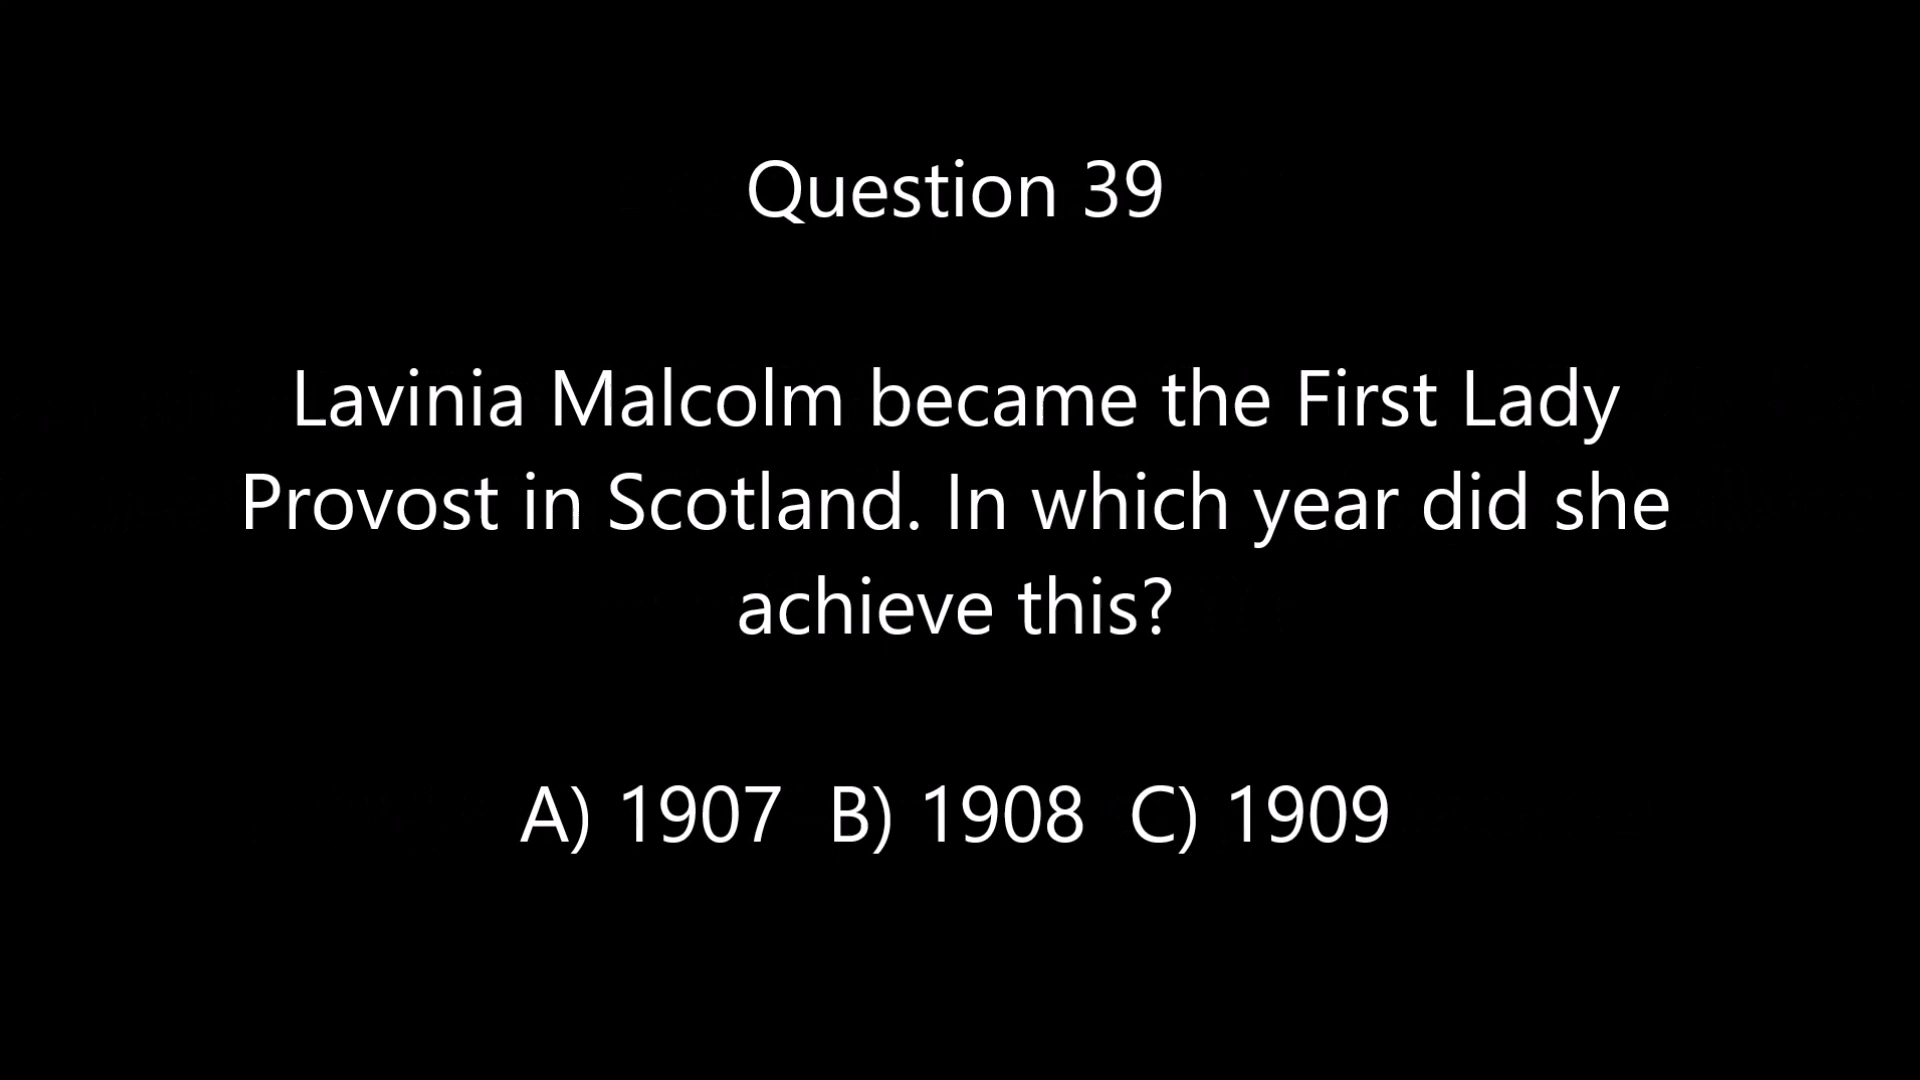 Question 39
Lavinia Malcolm became the First Lady
Provost in Scotland. In which year did she
achieve this?
A) 1907 B) 1908 C) 1909